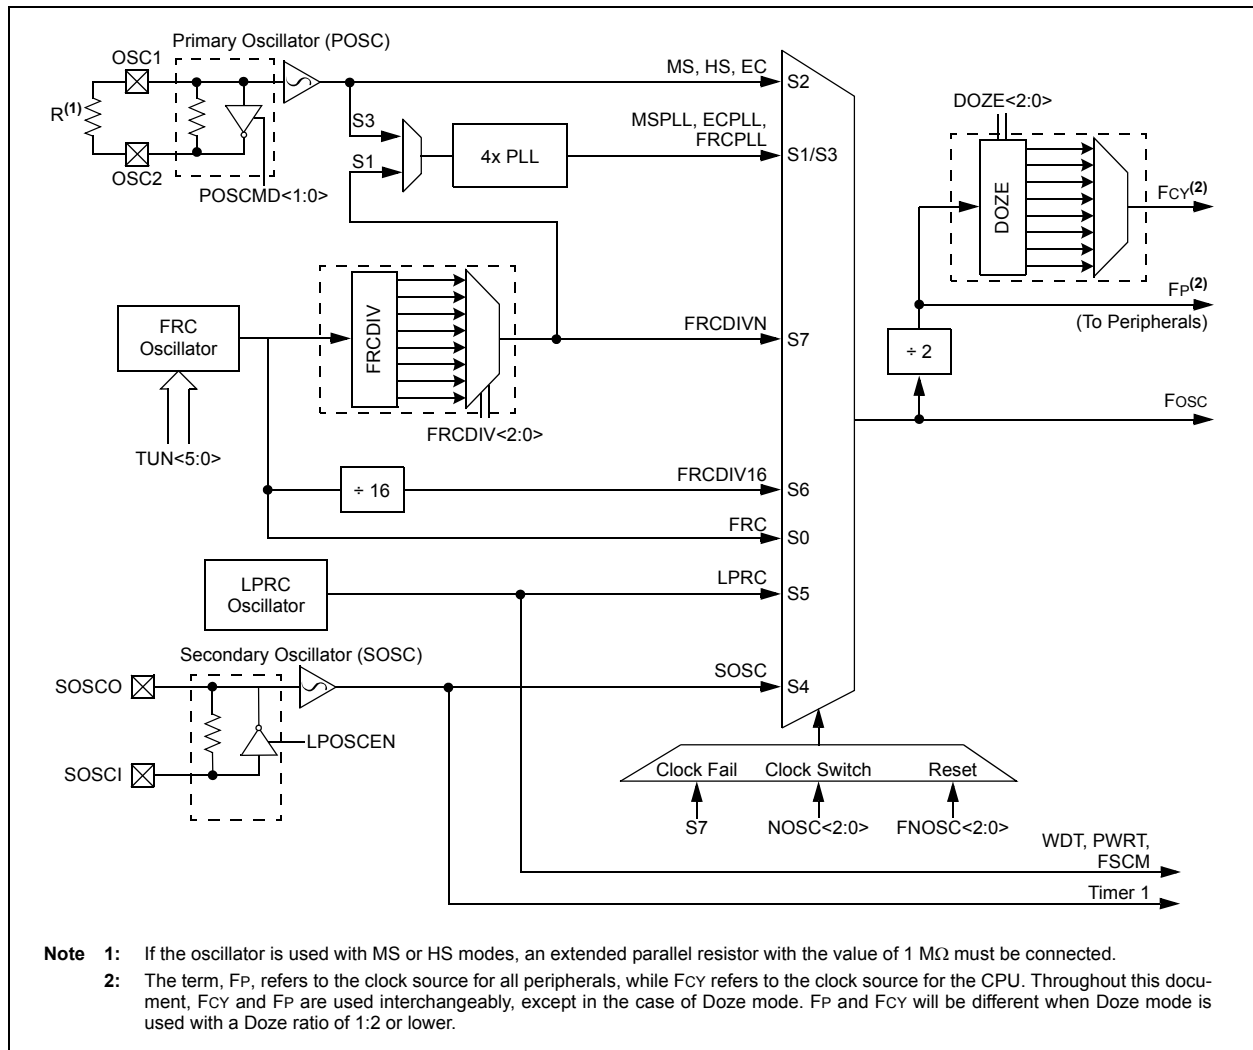 Primary Oscillator (POSC)
OSC1
R(1)
OSC2
POSCMD<1:0>
S3
S1
4x PLL
MS, HS, EC
S2
MSPLL, ECPLL,
FRCPLL
S1/S3
DOZE<2:0>
DOZE
FCY(2)
FP(2)
(To Peripherals)
÷ 2
FOSC
FRC
Oscillator
TUN<5:0>
FRCDIV
FRCDIV<2:0>
FRCDIVN
S7
÷ 16
FRCDIV16
S6
FRC
S0
LPRC
Oscillator
LPRC
S5
Secondary Oscillator (SOSC)
SOSCO
SOSCI
LPOSCEN
SOSC
S4
Clock Fail
Clock Switch
Reset
S7
NOSC<2:0>
FNOSC<2:0>
WDT, PWRT,
FSCM
Timer 1
Note 1: If the oscillator is used with MS or HS modes, an extended parallel resistor with the value of 1 MΩ must be connected.
2: The term, FP, refers to the clock source for all peripherals, while FCY refers to the clock source for the CPU. Throughout this docu-
ment, FCY and FP are used interchangeably, except in the case of Doze mode. FP and FCY will be different when Doze mode is
used with a Doze ratio of 1:2 or lower.